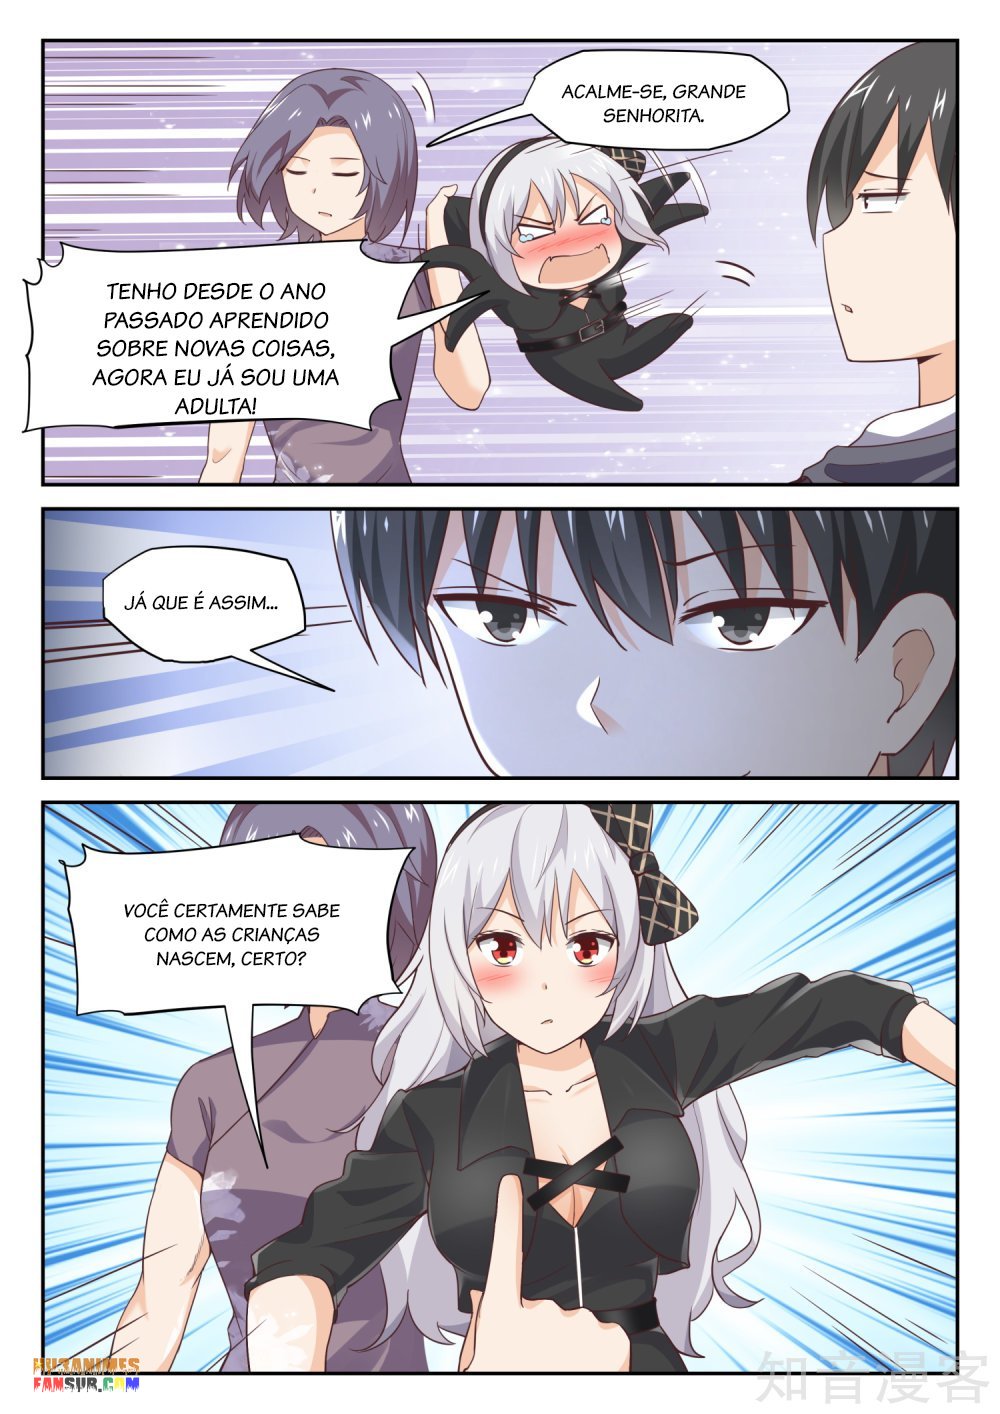 ACALME-SE, GRANDE
SENHORITA.
TENHO DESDE O ANO
PASSADO APRENDIDO
SOBRE NOVAS COISAS,
AGORA EU JÁ SOU UMA
ADULTA!
JÁ QUE É ASSIM...
VOCÊ CERTAMENTE SABE
COMO AS CRIANÇAS
NASCEM, CERTO?
FANSUB.COM
知音漫客